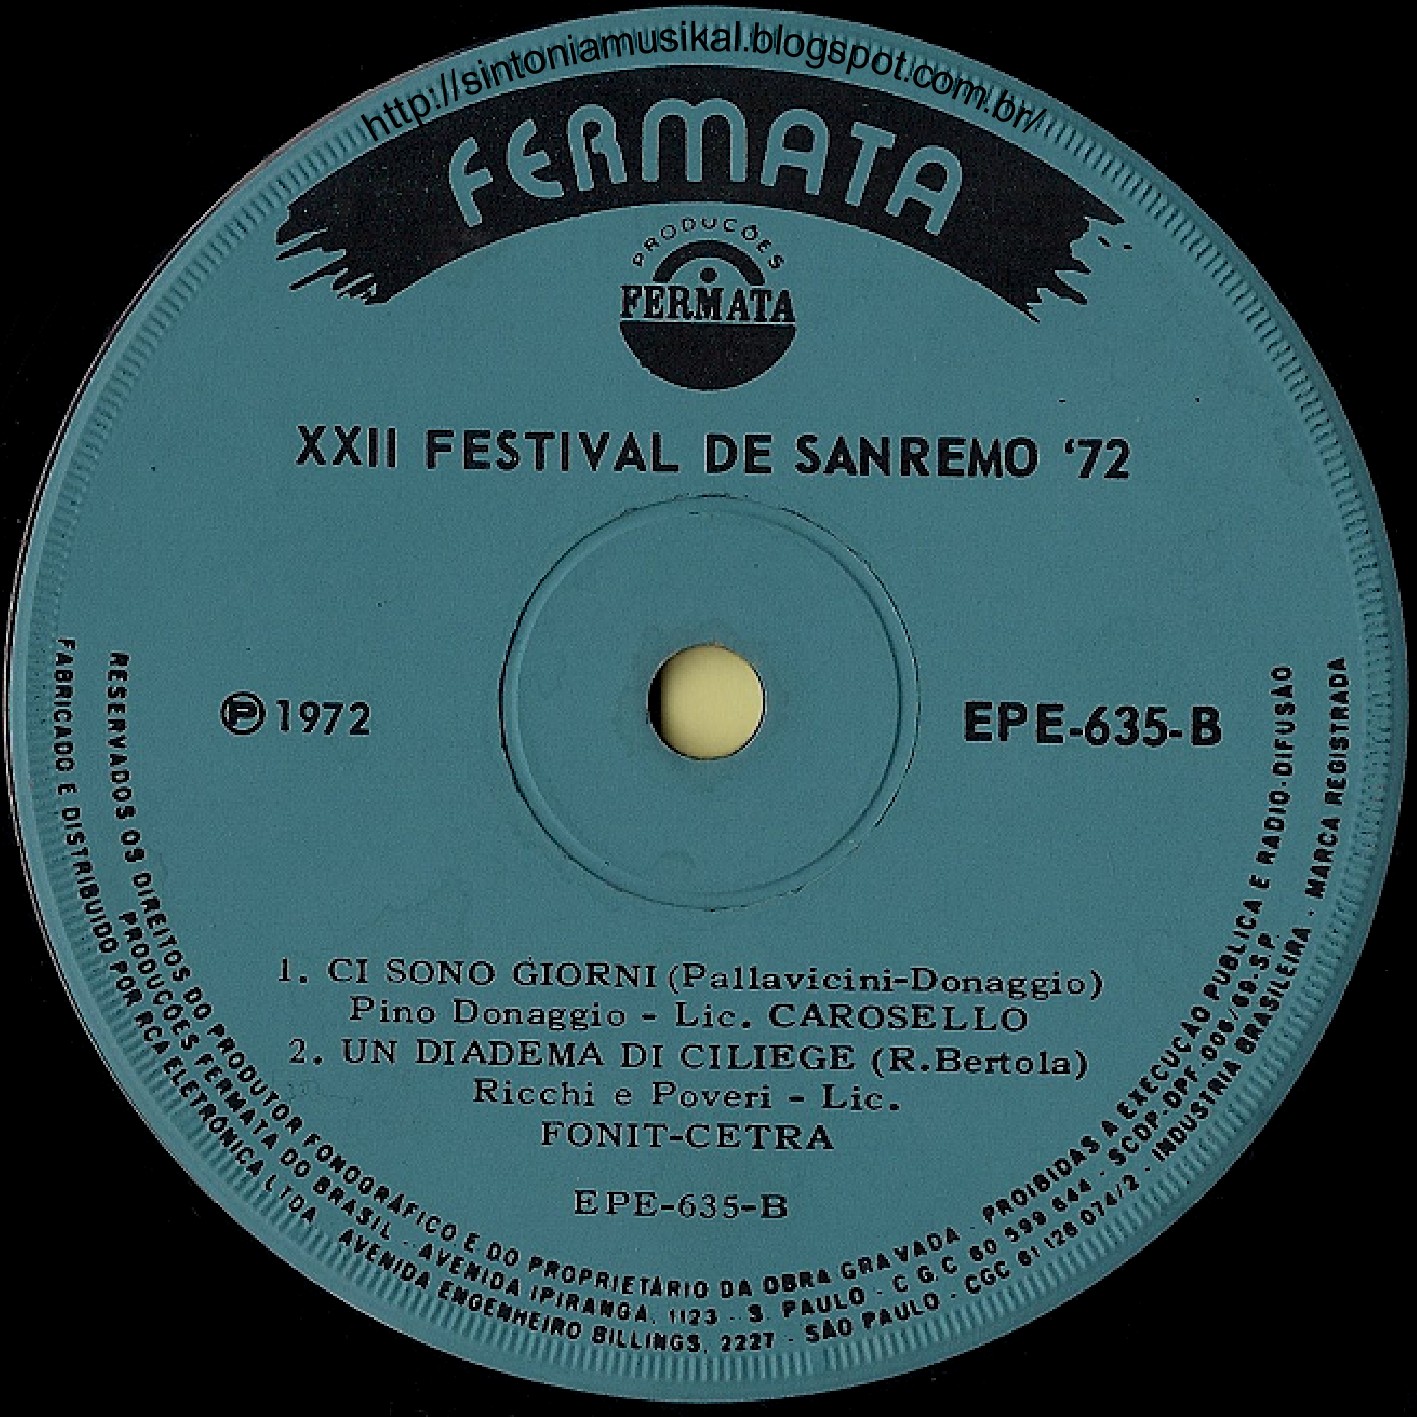 http://sintoniamusikal.blogspot.com.br/
FERMATA
PRODUÇÕES
FERMATA
XXII FESTIVAL DE SANREMO '72
Ⓟ 1972
EPE-635-B
1. CI SONO GIORNI (Pallavicini-Donaggio)
Pino Donaggio - Lic. CAROSELLO
2. UN DIADEMA DI CILIEGE (R.Bertola)
Ricchi e Poveri - Lic.
FONIT-CETRA
EPE-635-B
RESERVADOS OS DIREITOS DO PRODUTOR FONOGRÁFICO E DO PROPRIETÁRIO DA OBRA GRAVADA - PROIBIDAS A EXECUÇÃO PÚBLICA E RADIO-DIFUSÃO
PRODUÇÕES FERMATA DO BRASIL - AVENIDA IPIRANGA, 1123 - S. PAULO - C G C 60 599 644 - SCDP-DPF-006/69-S.P.
FABRICADO E DISTRIBUIDO POR RCA ELETRÔNICA LTDA - AVENIDA ENGENHEIRO BILLINGS, 2227 - SÃO PAULO - CGC 61 126 074/2 - INDUSTRIA BRASILEIRA - MARCA REGISTRADA